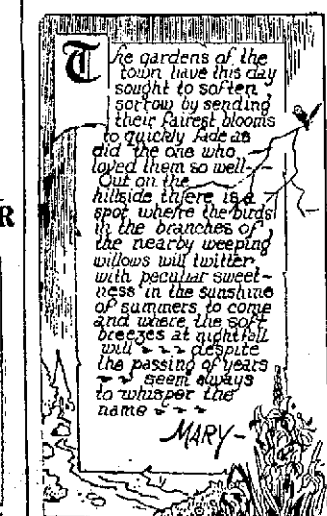 The gardens of the
town have this day
sought to soften
sorrow by sending
their fairest blooms
to quickly fade as
did the one who
loved them so well—
Out on the
hillside there is a
spot where the birds
in the branches of
the nearby weeping
willows will twitter
with peculiar sweet-
ness in the sunshine
of summers to come
and where the soft
breezes at nightfall
will - - - despite
the passing of years
- - seem always
to whisper the
name - - -
MARY-
R